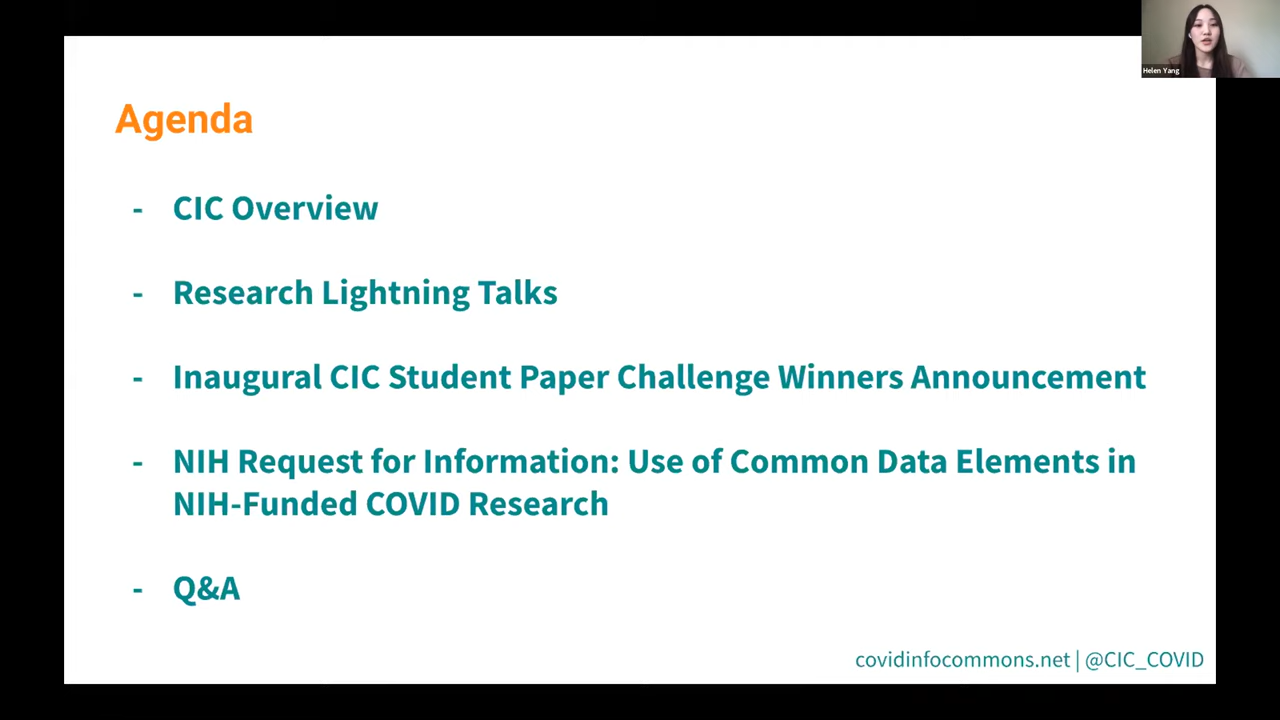 Helen Yang
Agenda
- CIC Overview
- Research Lightning Talks
- Inaugural CIC Student Paper Challenge Winners Announcement
- NIH Request for Information: Use of Common Data Elements in
NIH-Funded COVID Research
- Q&A
covidinfocommons.net | @CIC_COVID